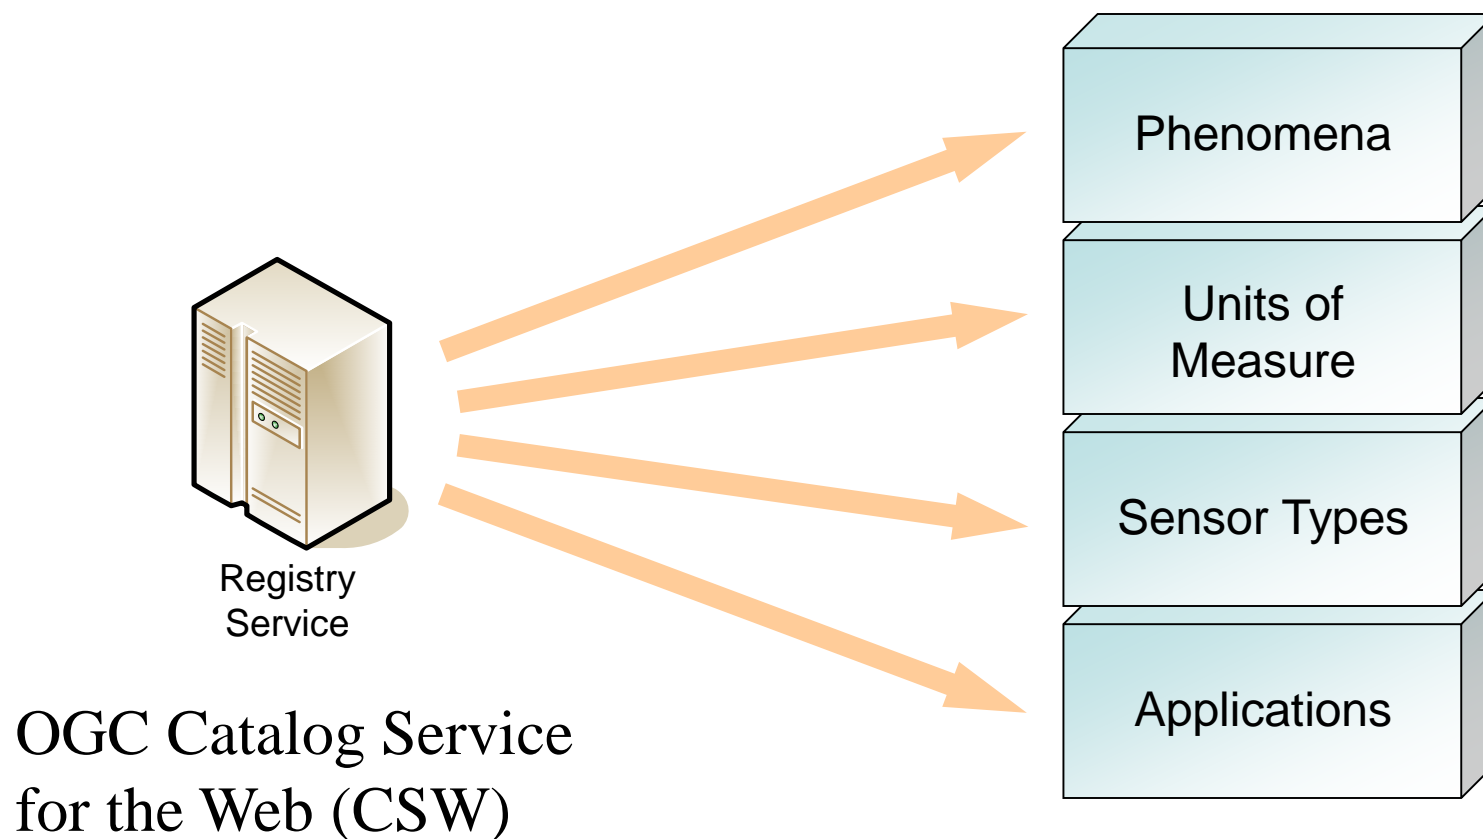 Phenomena
Units of
Measure
Sensor Types
Applications
Registry
Service
OGC Catalog Service
for the Web (CSW)